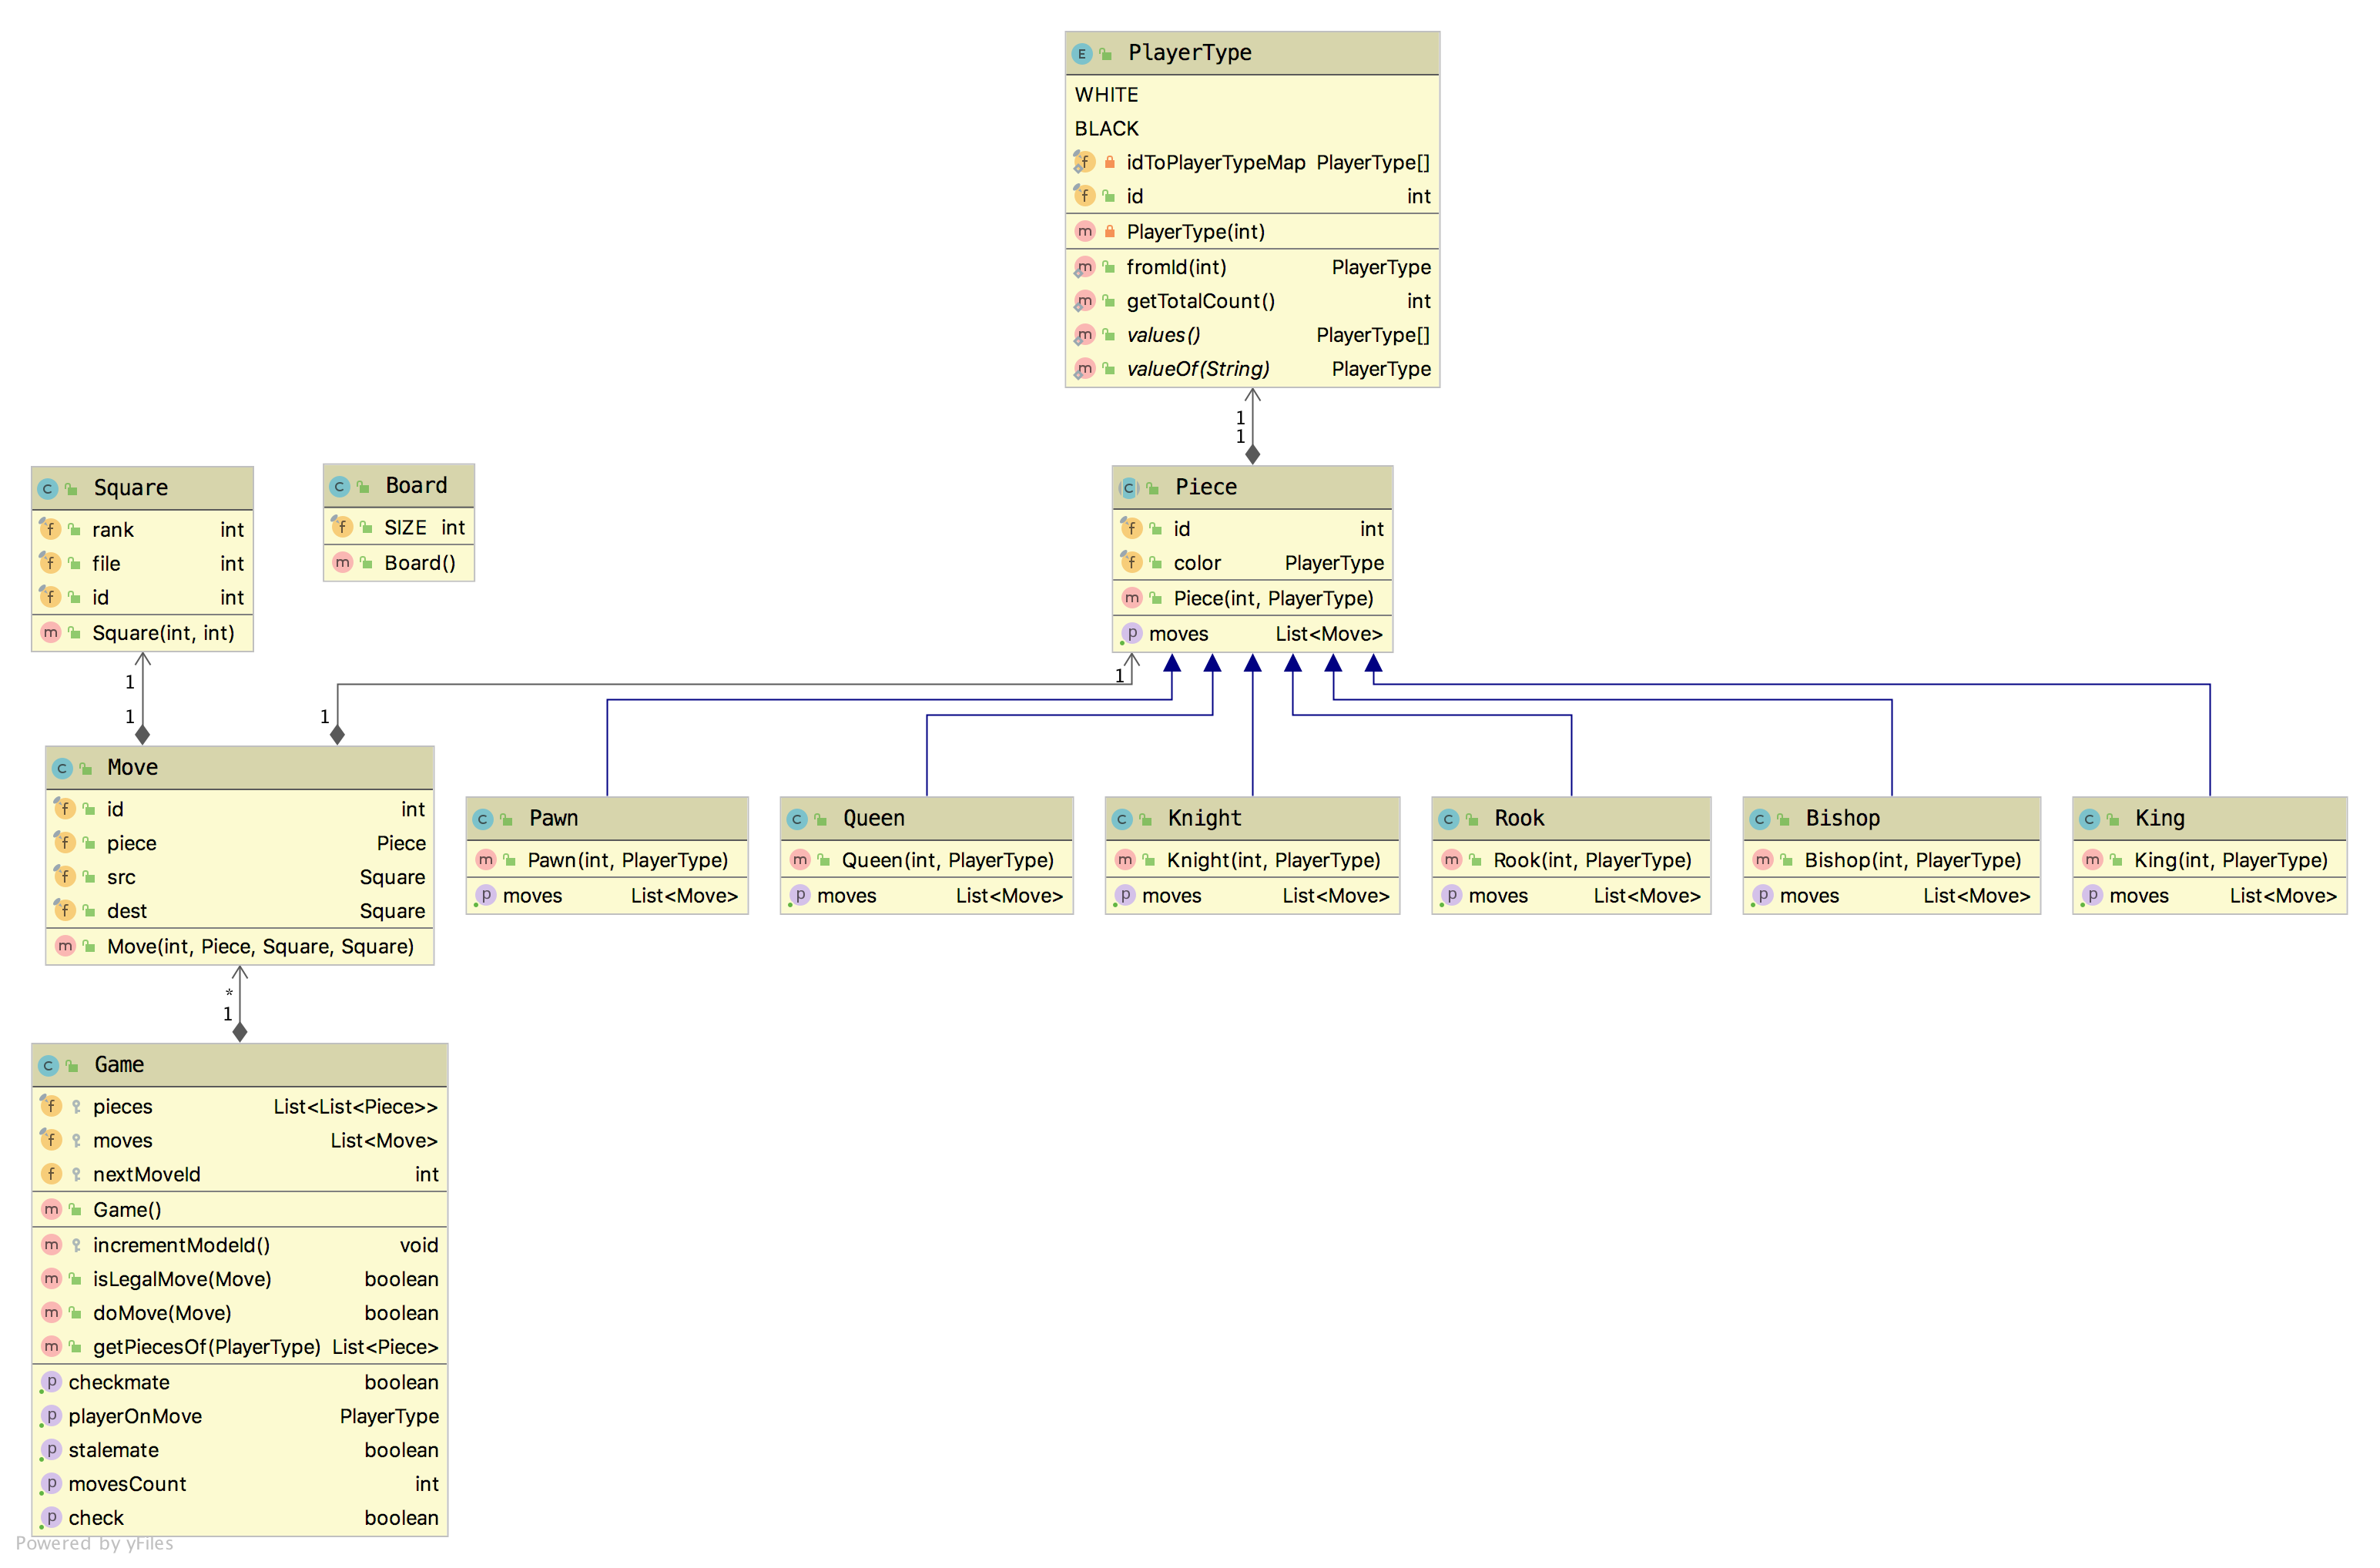 E PlayerType
WHITE
BLACK
f idToPlayerTypeMap PlayerType[]
f id int
m PlayerType(int)
m fromId(int) PlayerType
m getTotalCount() int
m values() PlayerType[]
m valueOf(String) PlayerType
1
1
C Square
f rank int
f file int
f id int
m Square(int, int)
C Board
f SIZE int
m Board()
C Piece
f id int
f color PlayerType
m Piece(int, PlayerType)
p moves List<Move>
1
1
1
1
C Move
f id int
f piece Piece
f src Square
f dest Square
m Move(int, Piece, Square, Square)
C Pawn
m Pawn(int, PlayerType)
p moves List<Move>
C Queen
m Queen(int, PlayerType)
p moves List<Move>
C Knight
m Knight(int, PlayerType)
p moves List<Move>
C Rook
m Rook(int, PlayerType)
p moves List<Move>
C Bishop
m Bishop(int, PlayerType)
p moves List<Move>
C King
m King(int, PlayerType)
p moves List<Move>
*
1
C Game
f pieces List<List<Piece>>
f moves List<Move>
f nextMoveId int
m Game()
m incrementModeId() void
m isLegalMove(Move) boolean
m doMove(Move) boolean
m getPiecesOf(PlayerType) List<Piece>
p checkmate boolean
p playerOnMove PlayerType
p stalemate boolean
p movesCount int
p check boolean
Powered by yFiles